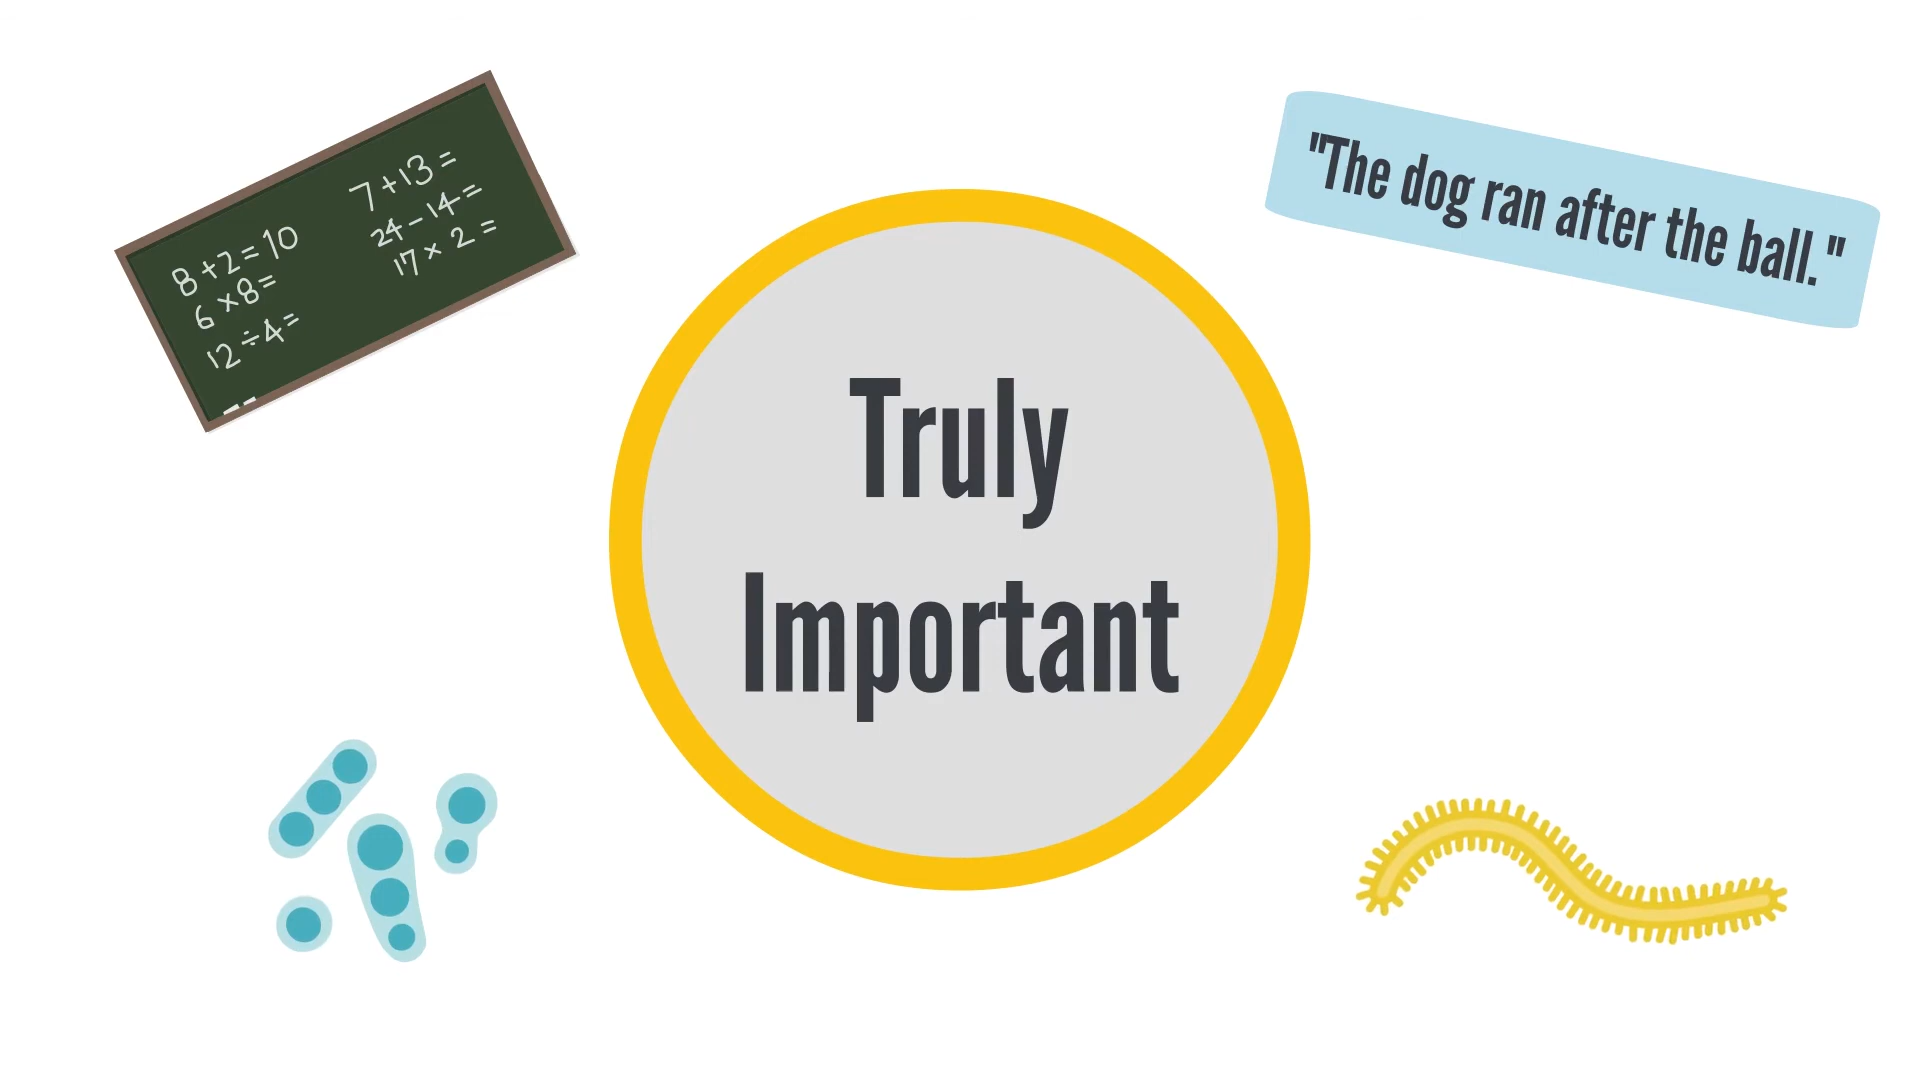 8+2=10
6×8=
12÷4=
7+13=
24-14=
17×2=
"The dog ran after the ball."
Truly
Important